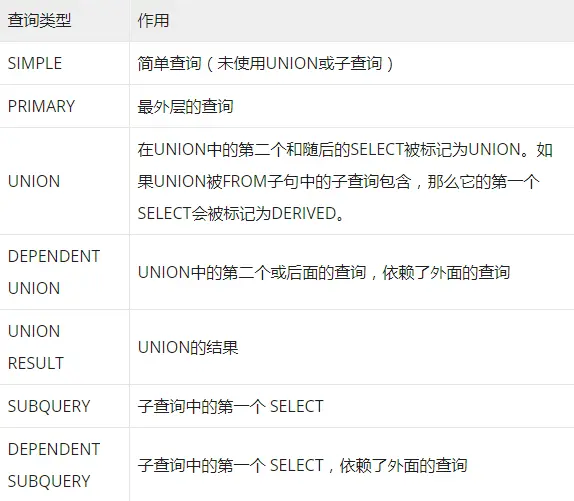 查询类型 作用
SIMPLE 简单查询（未使用UNION或子查询）
PRIMARY 最外层的查询
在UNION中的第二个和随后的SELECT被标记为UNION。如
UNION 果UNION被FROM子句中的子查询包含，那么它的第一个
SELECT会被标记为DERIVED。
DEPENDENT
UNION
UNION中的第二个或后面的查询，依赖了外面的查询
UNION
RESULT
UNION的结果
SUBQUERY 子查询中的第一个 SELECT
DEPENDENT
SUBQUERY
子查询中的第一个 SELECT，依赖了外面的查询